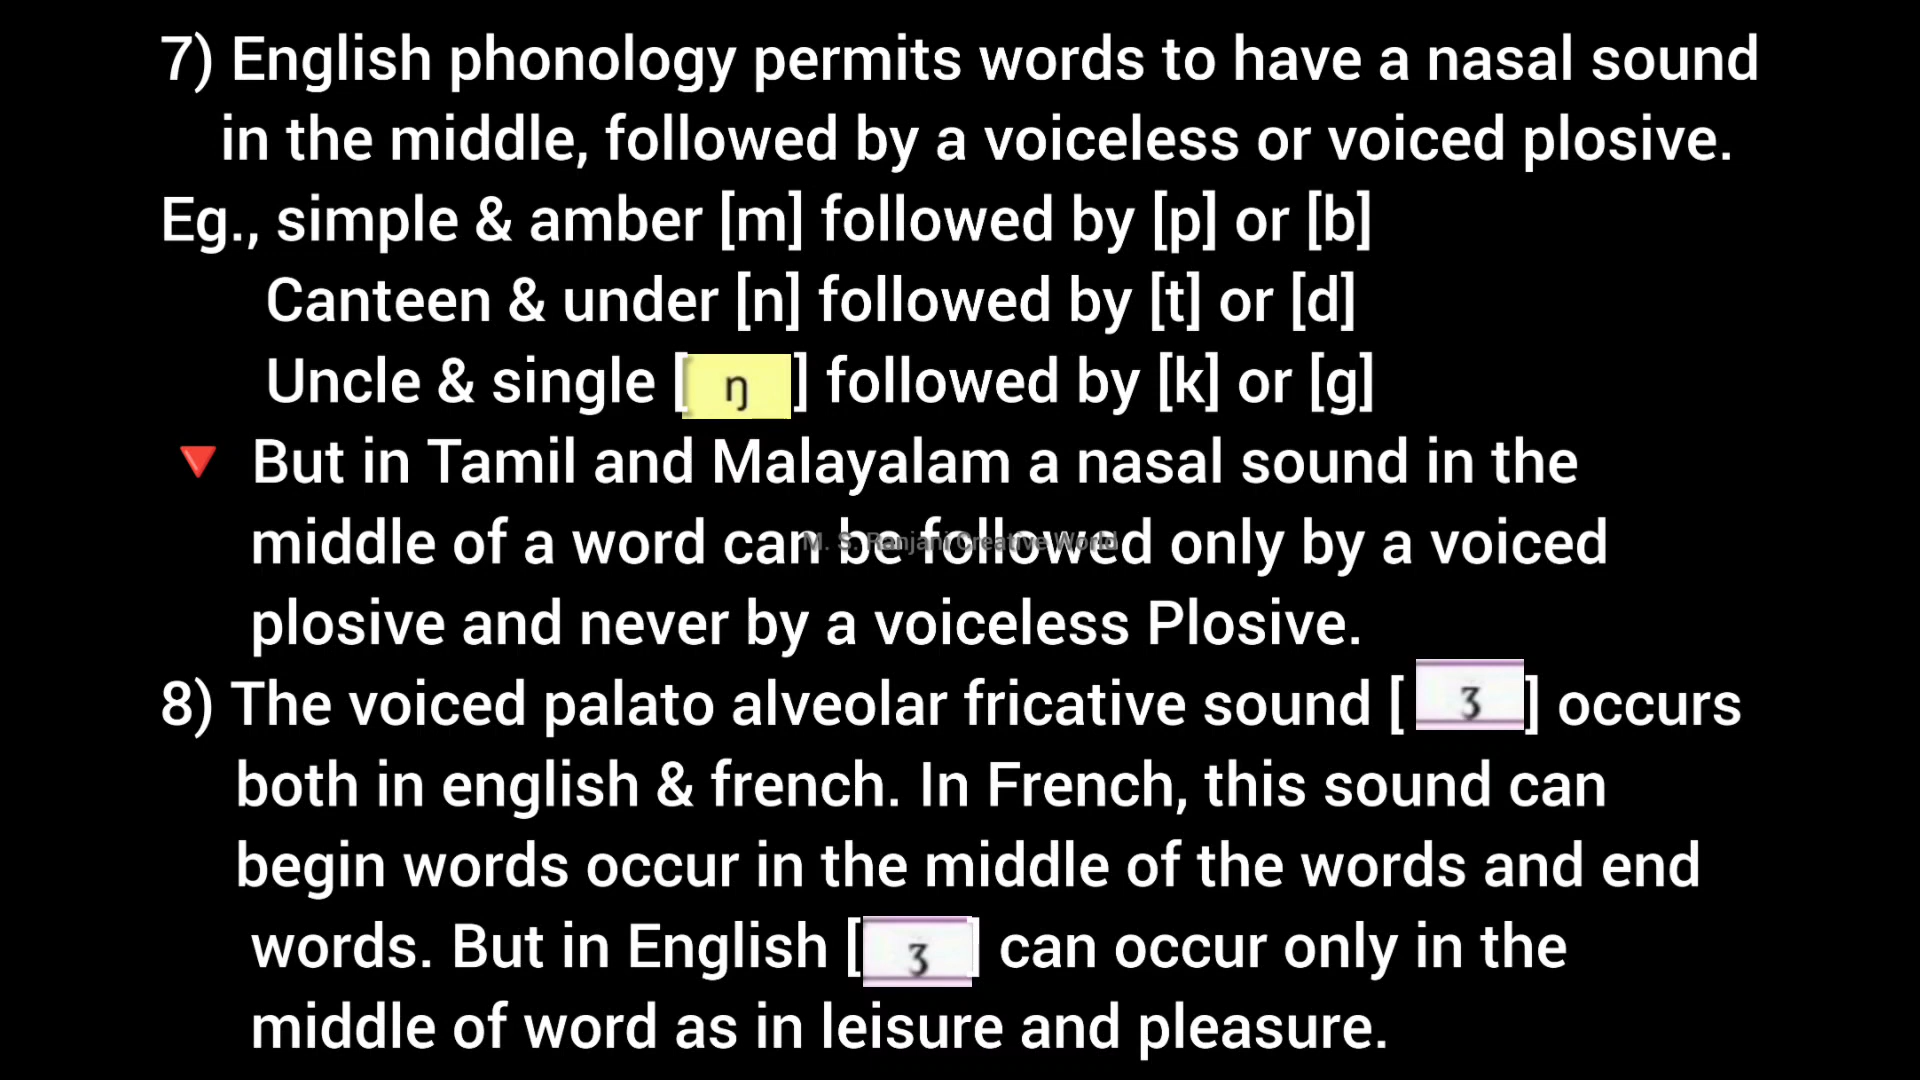 7) English phonology permits words to have a nasal sound
in the middle, followed by a voiceless or voiced plosive.
Eg., simple & amber [m] followed by [p] or [b]
Canteen & under [n] followed by [t] or [d]
Uncle & single [ŋ] followed by [k] or [g]
🔻 But in Tamil and Malayalam a nasal sound in the
middle of a word can be followed only by a voiced
M. S. Ranjani Creative World
plosive and never by a voiceless Plosive.
8) The voiced palato alveolar fricative sound [ʒ] occurs
both in english & french. In French, this sound can
begin words occur in the middle of the words and end
words. But in English [ʒ] can occur only in the
middle of word as in leisure and pleasure.